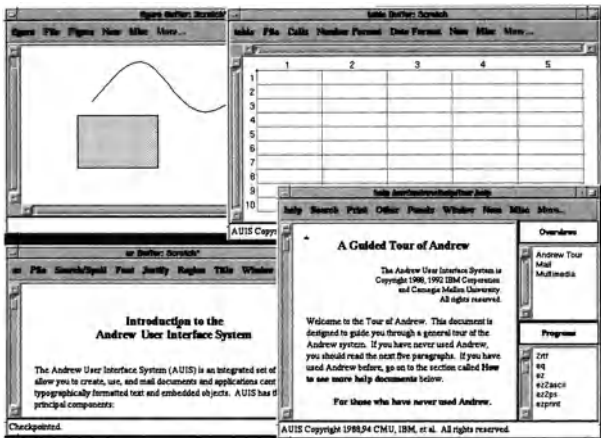 figure Buffer: Scratch
figure File Figure New Misc More...
table Buffer: Scratch
table File Cells Number Format Date Format New Misc More...
1 2 3 4 5
1
2
3
4
5
6
7
8
9
10
AUIS Copy
ez Buffer: Scratch*
ez File Search/Spell Font Justify Region Title Window
Introduction to the
Andrew User Interface System
The Andrew User Interface System (AUIS) is an integrated set of
allow you to create, use, and mail documents and applications cont
typographically formatted text and embedded objects. AUIS has t
principal components:
Checkpointed.
help Search Print Other Panels Window New Misc More...
A Guided Tour of Andrew
The Andrew User Interface System is
Copyright 1988, 1992 IBM Corporation
and Carnegie Mellon University.
All rights reserved.
Welcome to the Tour of Andrew. This document is
designed to guide you through a general tour of the
Andrew system. If you have never used Andrew,
you should read the next five paragraphs. If you have
used Andrew before, go on to the section called How
to see more help documents below.
For those who have never used Andrew.
Overviews
Andrew Tour
Mail
Multimedia
Programs
eq
ez
ez2ascii
ez2ps
ezprint
AUIS Copyright 1988,94 CMU, IBM, et al. All rights reserved.